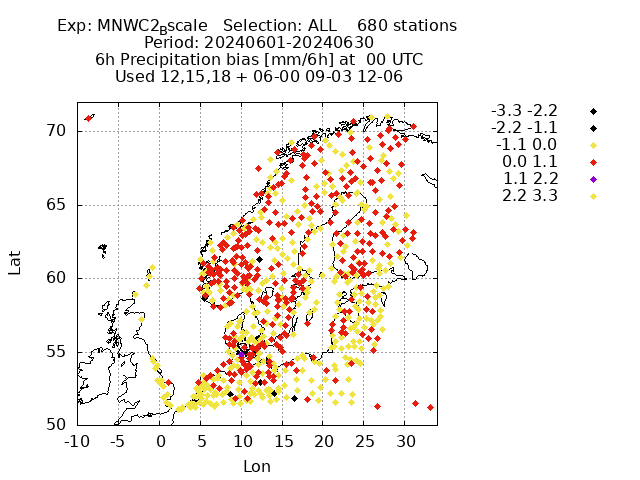 Exp: MNWC2_Bscale   Selection: ALL    680 stations
Period: 20240601-20240630
6h Precipitation bias [mm/6h] at  00 UTC
Used 12,15,18 + 06-00 09-03 12-06
-3.3 -2.2
-2.2 -1.1
-1.1 0.0
0.0 1.1
1.1 2.2
2.2 3.3
70
65
60
55
50
Lat
-10 -5 0 5 10 15 20 25 30
Lon